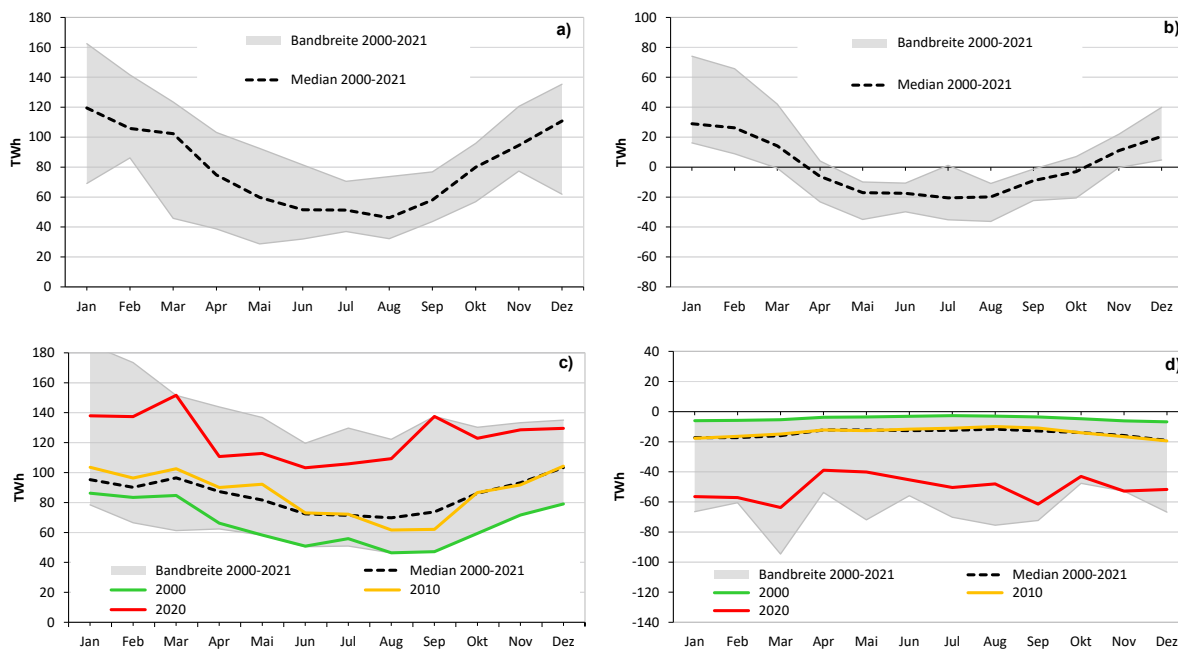 a)
180
160
140
120
100
80
60
40
20
0
TWh
Bandbreite 2000-2021
Median 2000-2021
Jan Feb Mar Apr Mai Jun Jul Aug Sep Okt Nov Dez
b)
100
80
60
40
20
0
-20
-40
-60
-80
TWh
Bandbreite 2000-2021
Median 2000-2021
Jan Feb Mar Apr Mai Jun Jul Aug Sep Okt Nov Dez
c)
180
160
140
120
100
80
60
40
20
0
TWh
Bandbreite 2000-2021 Median 2000-2021
2000 2010
2020
Jan Feb Mar Apr Mai Jun Jul Aug Sep Okt Nov Dez
d)
40
20
0
-20
-40
-60
-80
-100
-120
-140
TWh
Bandbreite 2000-2021 Median 2000-2021
2000 2010
2020
Jan Feb Mar Apr Mai Jun Jul Aug Sep Okt Nov Dez